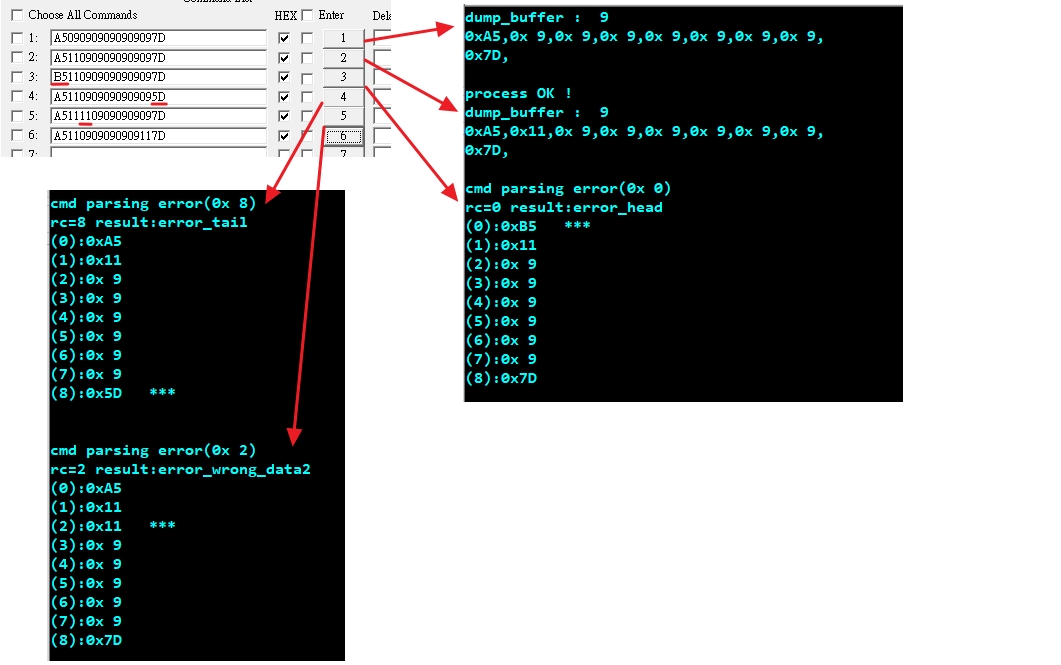 Choose All Commands HEX Enter
1: A5090909090909097D 1
2: A5110909090909097D 2
3: B5110909090909097D 3
4: A5110909090909095D 4
5: A5111109090909097D 5
6: A5110909090909117D 6
7: 7
dump_buffer :  9
0xA5,0x 9,0x 9,0x 9,0x 9,0x 9,0x 9,0x 9,
0x7D,
process OK !
dump_buffer :  9
0xA5,0x11,0x 9,0x 9,0x 9,0x 9,0x 9,0x 9,
0x7D,
cmd parsing error(0x 0)
rc=0 result:error_head
(0):0xB5   ***
(1):0x11
(2):0x 9
(3):0x 9
(4):0x 9
(5):0x 9
(6):0x 9
(7):0x 9
(8):0x7D
cmd parsing error(0x 8)
rc=8 result:error_tail
(0):0xA5
(1):0x11
(2):0x 9
(3):0x 9
(4):0x 9
(5):0x 9
(6):0x 9
(7):0x 9
(8):0x5D   ***
cmd parsing error(0x 2)
rc=2 result:error_wrong_data2
(0):0xA5
(1):0x11
(2):0x11   ***
(3):0x 9
(4):0x 9
(5):0x 9
(6):0x 9
(7):0x 9
(8):0x7D